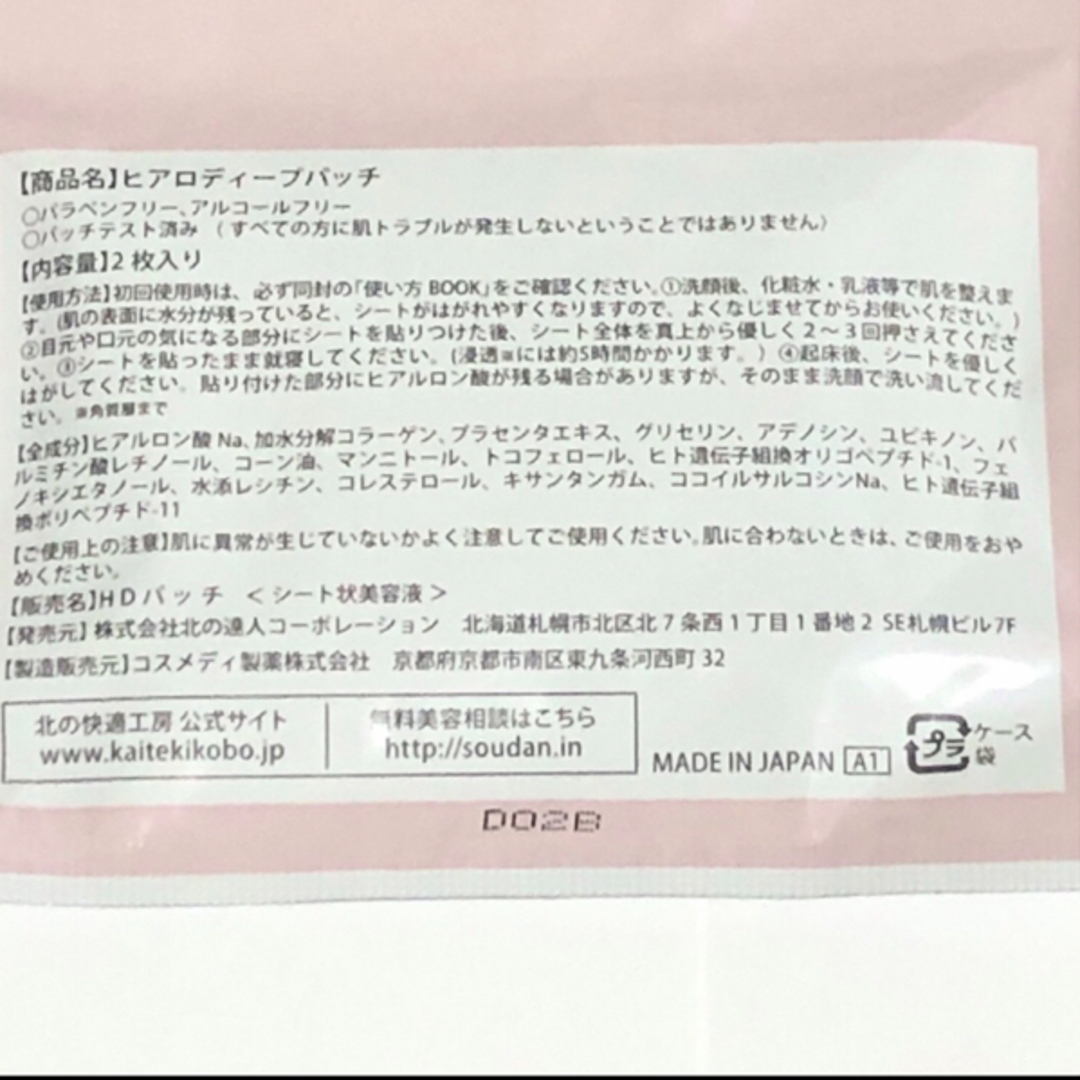 【商品名】ヒアロディープパッチ
○パラベンフリー、アルコールフリー
○パッチテスト済み （すべての方に肌トラブルが発生しないということではありません）
【内容量】2枚入り
【使用方法】初回使用時は、必ず同封の「使い方 BOOK」をご確認ください。①洗顔後、化粧水・乳液等で肌を整えま
す。（肌の表面に水分が残っていると、シートがはがれやすくなりますので、よくなじませてからお使いください。）
②目元や口元の気になる部分にシートを貼りつけた後、シート全体を真上から優しく2～3回押さえてくださ
い。③シートを貼ったまま就寝してください。（浸透※には約5時間かかります。）④起床後、シートを優しく
はがしてください。貼り付けた部分にヒアルロン酸が残る場合がありますが、そのまま洗顔で洗い流してくだ
さい。※角質層まで
【全成分】ヒアルロン酸 Na、加水分解コラーゲン、プラセンタエキス、グリセリン、アデノシン、ユビキノン、パ
ルミチン酸レチノール、コーン油、マンニトール、トコフェロール、ヒト遺伝子組換オリゴペプチド-1、フェ
ノキシエタノール、水添レシチン、コレステロール、キサンタンガム、ココイルサルコシンNa、ヒト遺伝子組
換ポリペプチド-11
【ご使用上の注意】肌に異常が生じていないかよく注意してご使用ください。肌に合わないときは、ご使用をおや
めください。
【販売名】HDパッチ ＜シート状美容液＞
【発売元】株式会社北の達人コーポレーション 北海道札幌市北区北7条西1丁目1番地2 SE札幌ビル7F
【製造販売元】コスメディ製薬株式会社 京都府京都市南区東九条河西町32
北の快適工房 公式サイト
www.kaitekikobo.jp
無料美容相談はこちら
http://soudan.in
MADE IN JAPAN A1
プラ
ケース
袋
D02B